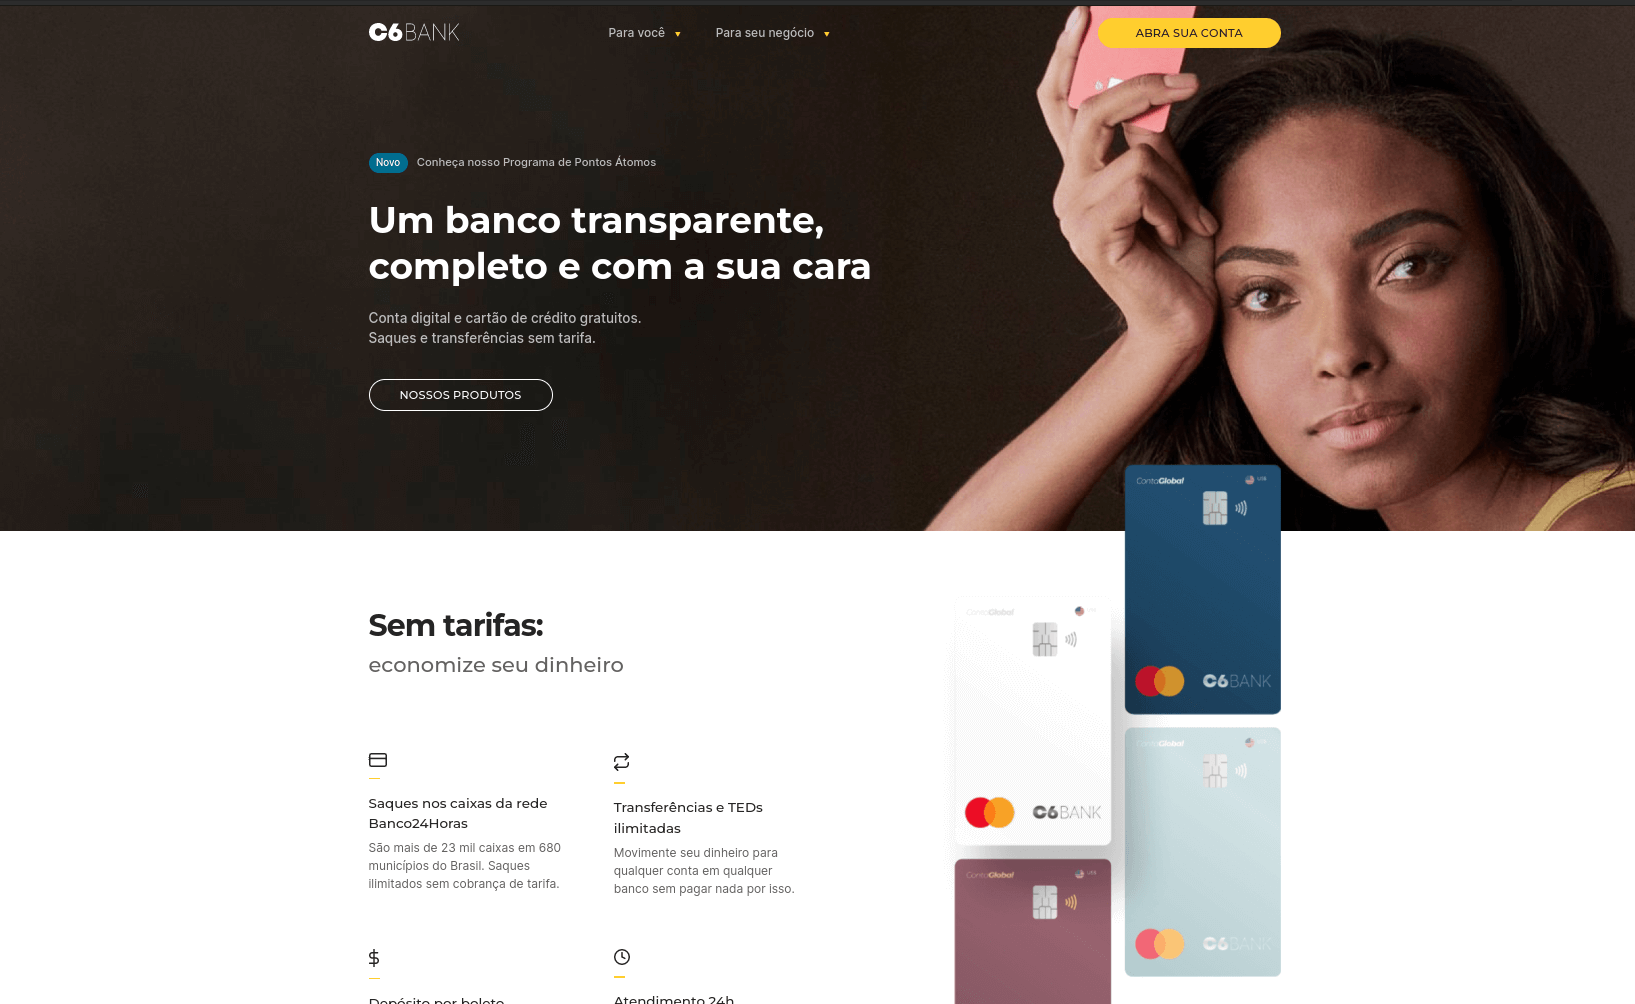 C6BANK
Para você
Para seu negócio
ABRA SUA CONTA
Novo
Conheça nosso Programa de Pontos Átomos
Um banco transparente,
completo e com a sua cara
Conta digital e cartão de crédito gratuitos.
Saques e transferências sem tarifa.
NOSSOS PRODUTOS
Sem tarifas:
economize seu dinheiro
Saques nos caixas da rede
Banco24Horas
São mais de 23 mil caixas em 680
municípios do Brasil. Saques
ilimitados sem cobrança de tarifa.
Transferências e TEDs
ilimitadas
Movimente seu dinheiro para
qualquer conta em qualquer
banco sem pagar nada por isso.
Depósito por boleto
Atendimento 24h
ContaGlobal
C6BANK
ContaGlobal
C6BANK
ContaGlobal
C6BANK
ContaGlobal